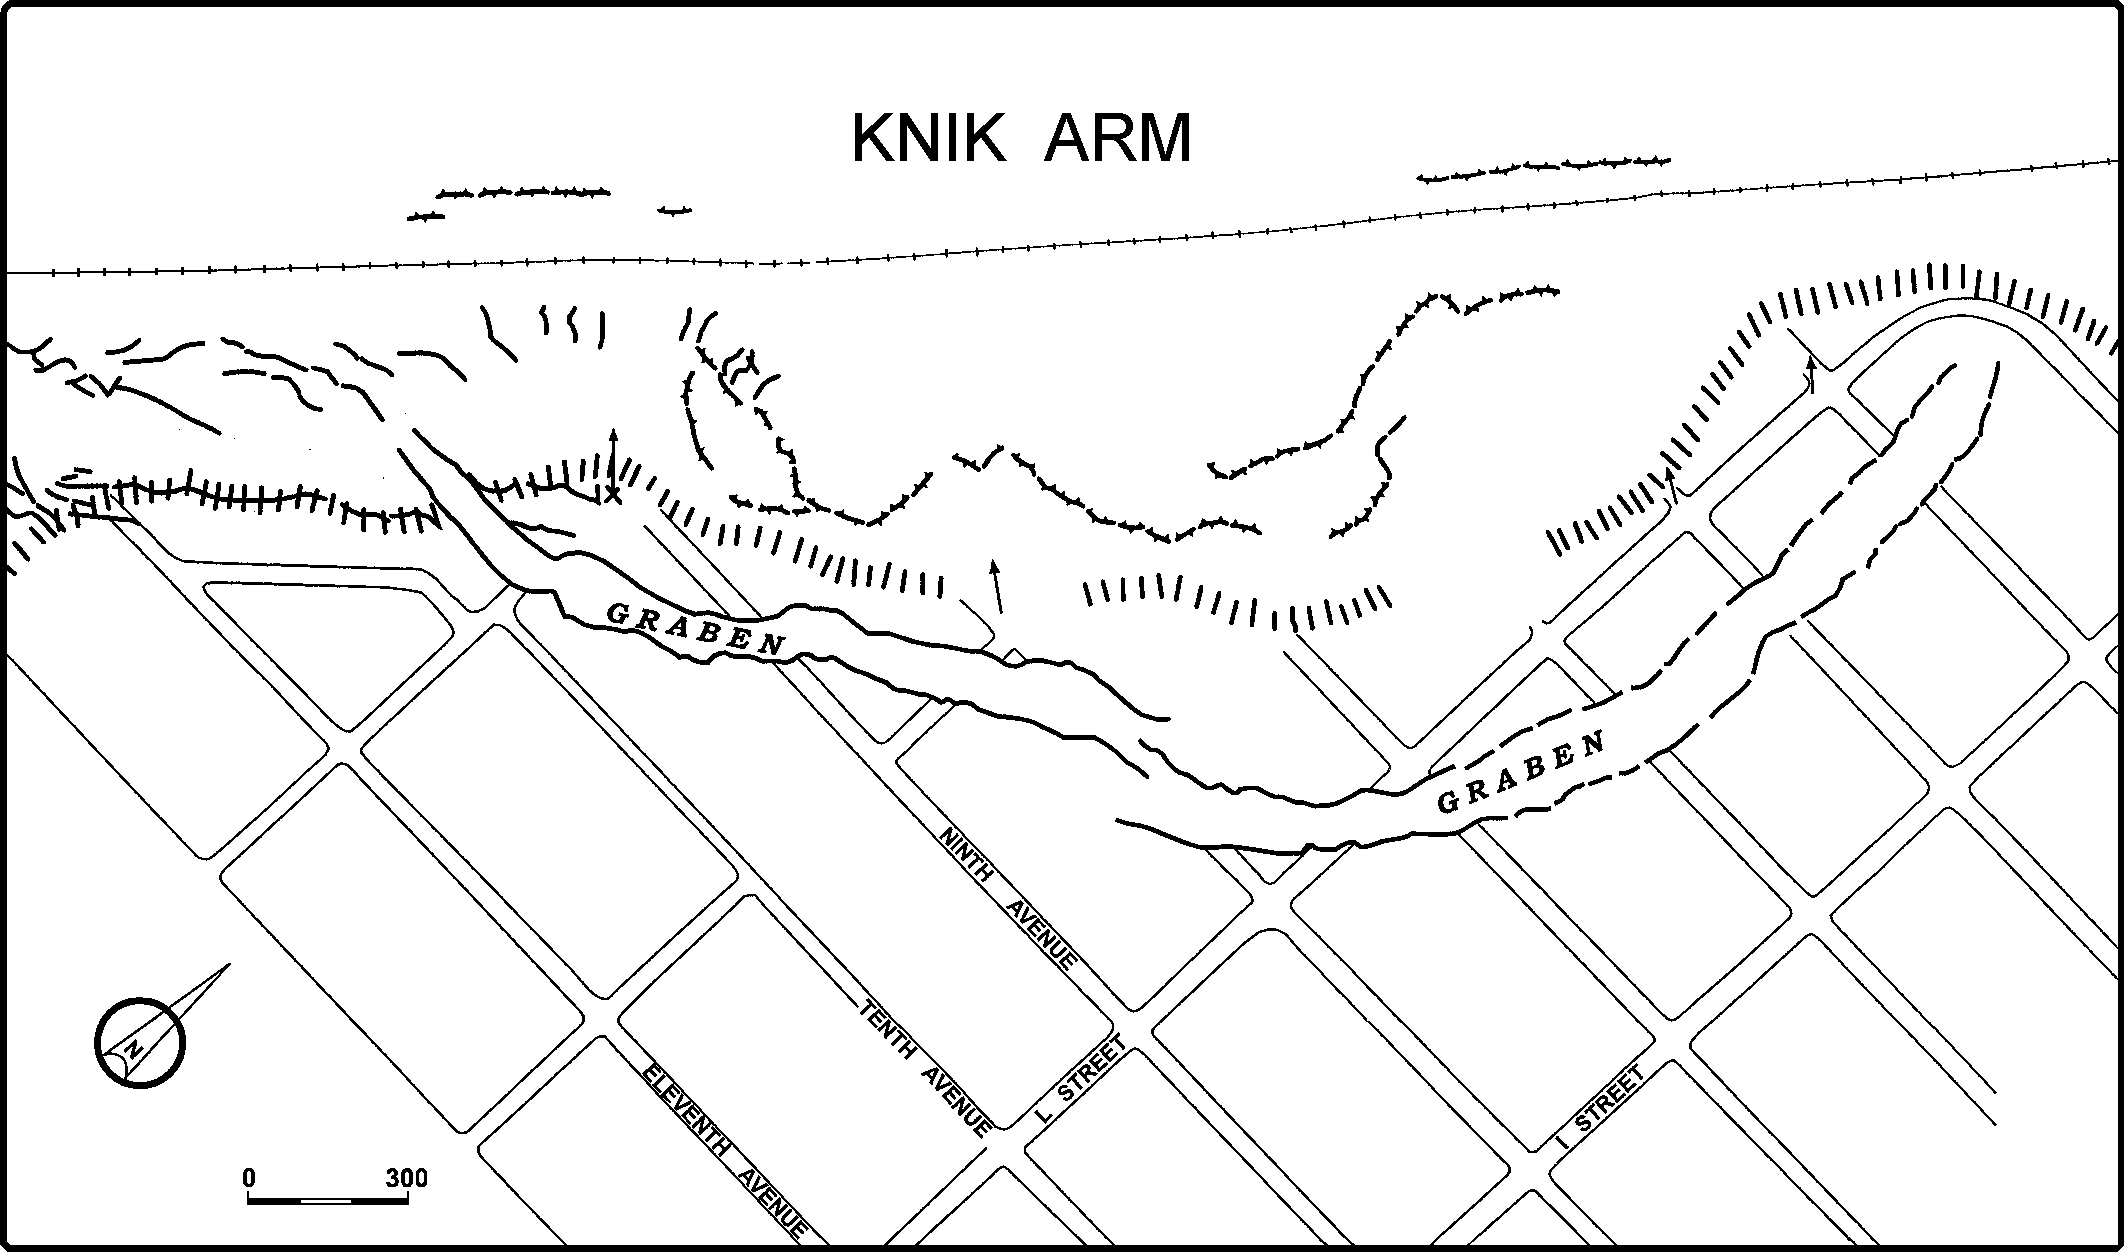 KNIK ARM
GRABEN
GRABEN
NINTH AVENUE
TENTH AVENUE
L STREET
ELEVENTH AVENUE
I STREET
N
0 300